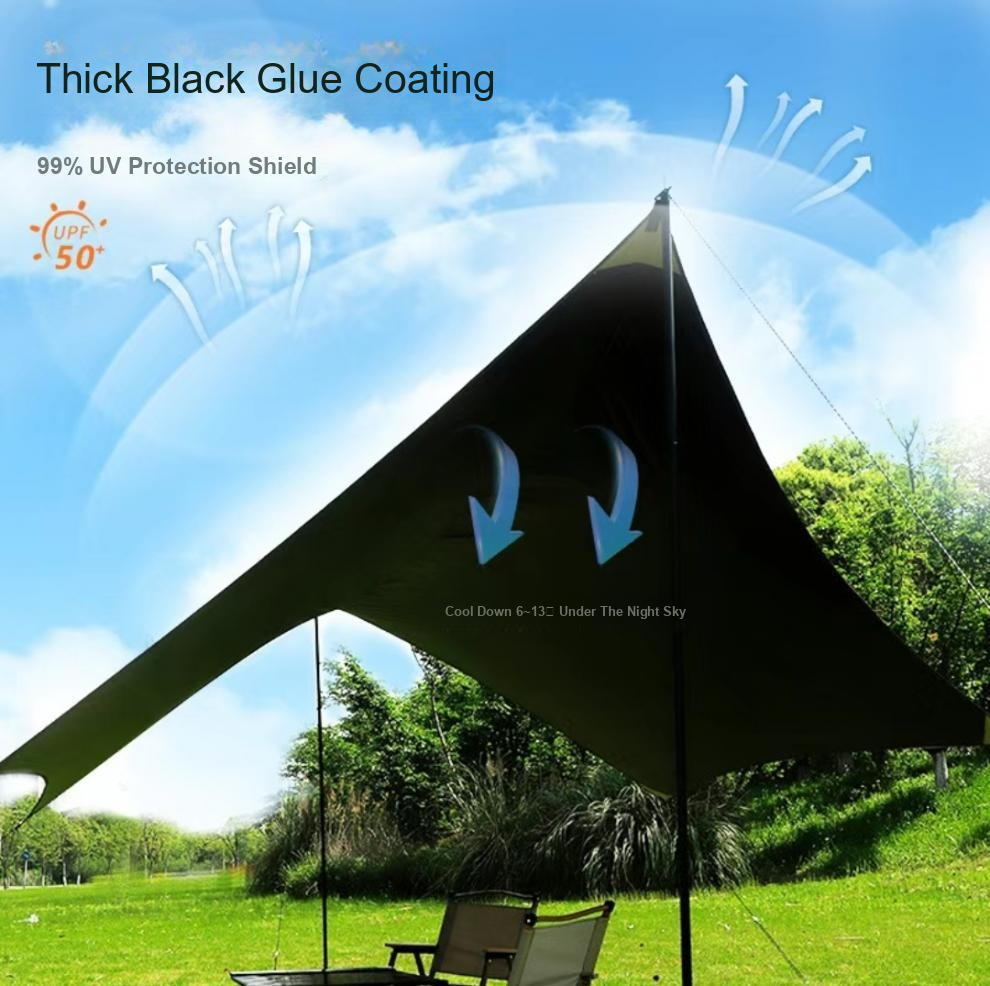 Thick Black Glue Coating
99% UV Protection Shield
UPF
50+
Cool Down 6~13□ Under The Night Sky